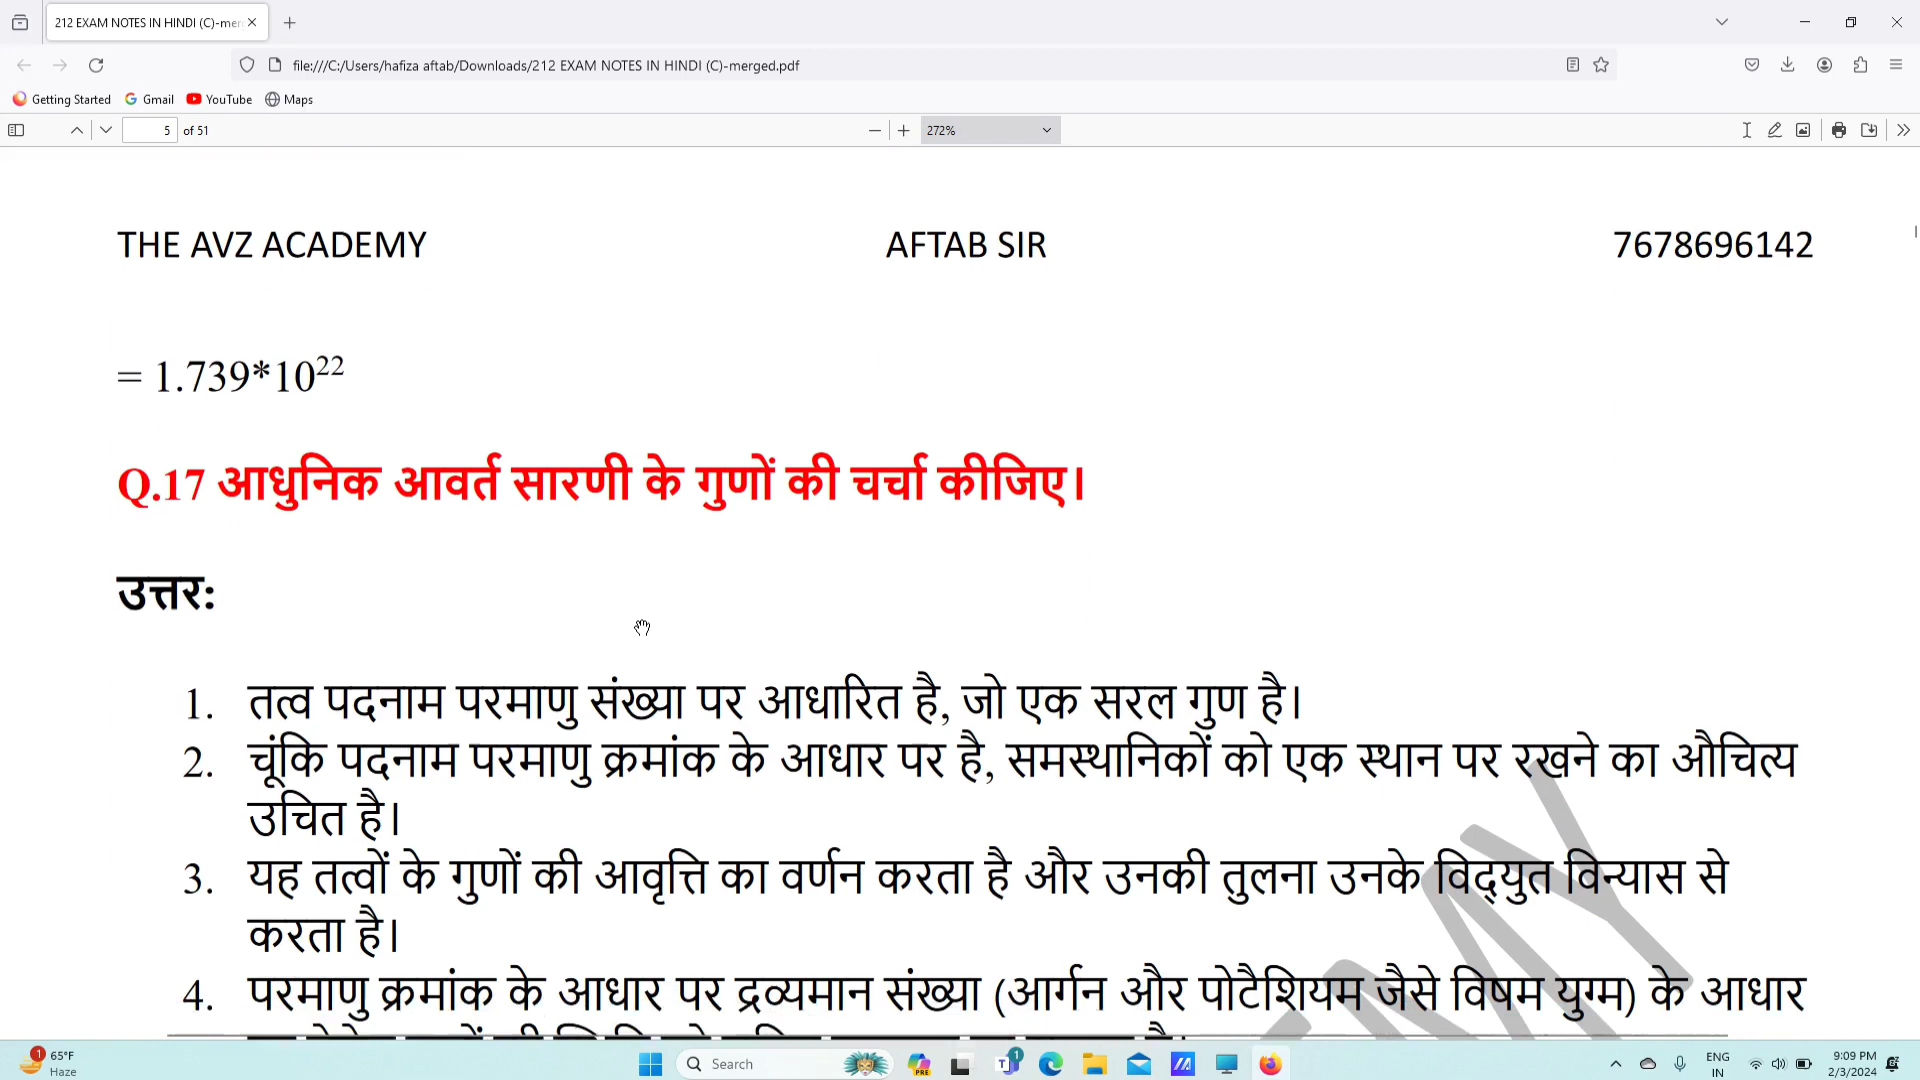 212 EXAM NOTES IN HINDI (C)-mer
file:///C:/Users/hafiza aftab/Downloads/212 EXAM NOTES IN HINDI (C)-merged.pdf
Getting Started Gmail YouTube Maps
5 of 51 272%
THE AVZ ACADEMY AFTAB SIR 7678696142
= 1.739*10²²
Q.17 आधुनिक आवर्त सारणी के गुणों की चर्चा कीजिए।
उत्तर:
1. तत्व पदनाम परमाणु संख्या पर आधारित है, जो एक सरल गुण है।
2. चूंकि पदनाम परमाणु क्रमांक के आधार पर है, समस्थानिकों को एक स्थान पर रखने का औचित्य
उचित है।
3. यह तत्वों के गुणों की आवृत्ति का वर्णन करता है और उनकी तुलना उनके विद्युत विन्यास से
करता है।
4. परमाणु क्रमांक के आधार पर द्रव्यमान संख्या (आर्गन और पोटैशियम जैसे विषम युग्म) के आधार
1 65°F
Haze
Search
PRE
1
ENG
IN
9:09 PM
2/3/2024